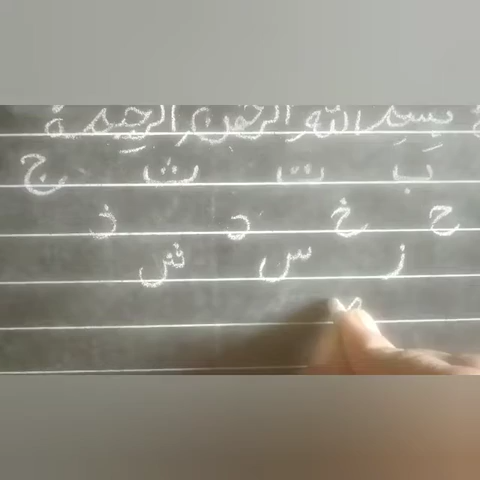 بسم الله الرحمن الرحيم
ب ت ث ج
ح خ د ذ
ز س ش